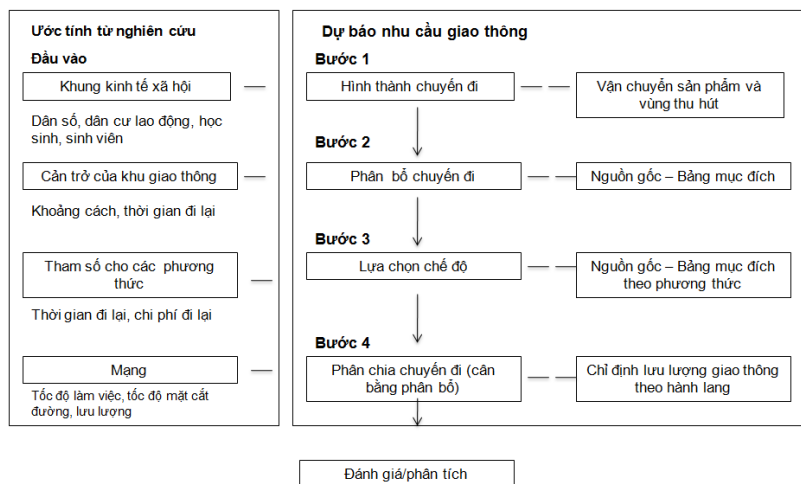 Ước tính từ nghiên cứu
Đầu vào
Khung kinh tế xã hội
Dân số, dân cư lao động, học
sinh, sinh viên
Cản trở của khu giao thông
Khoảng cách, thời gian đi lại
Tham số cho các phương
thức
Thời gian đi lại, chi phí đi lại
Mạng
Tốc độ làm việc, tốc độ mặt cắt
đường, lưu lượng
Dự báo nhu cầu giao thông
Bước 1
Hình thành chuyến đi
Vận chuyển sản phẩm và
vùng thu hút
Bước 2
Phân bổ chuyến đi
Nguồn gốc – Bảng mục đích
Bước 3
Lựa chọn chế độ
Nguồn gốc – Bảng mục đích
theo phương thức
Bước 4
Phân chia chuyến đi (cân
bằng phân bổ)
Chỉ định lưu lượng giao thông
theo hành lang
Đánh giá/phân tích